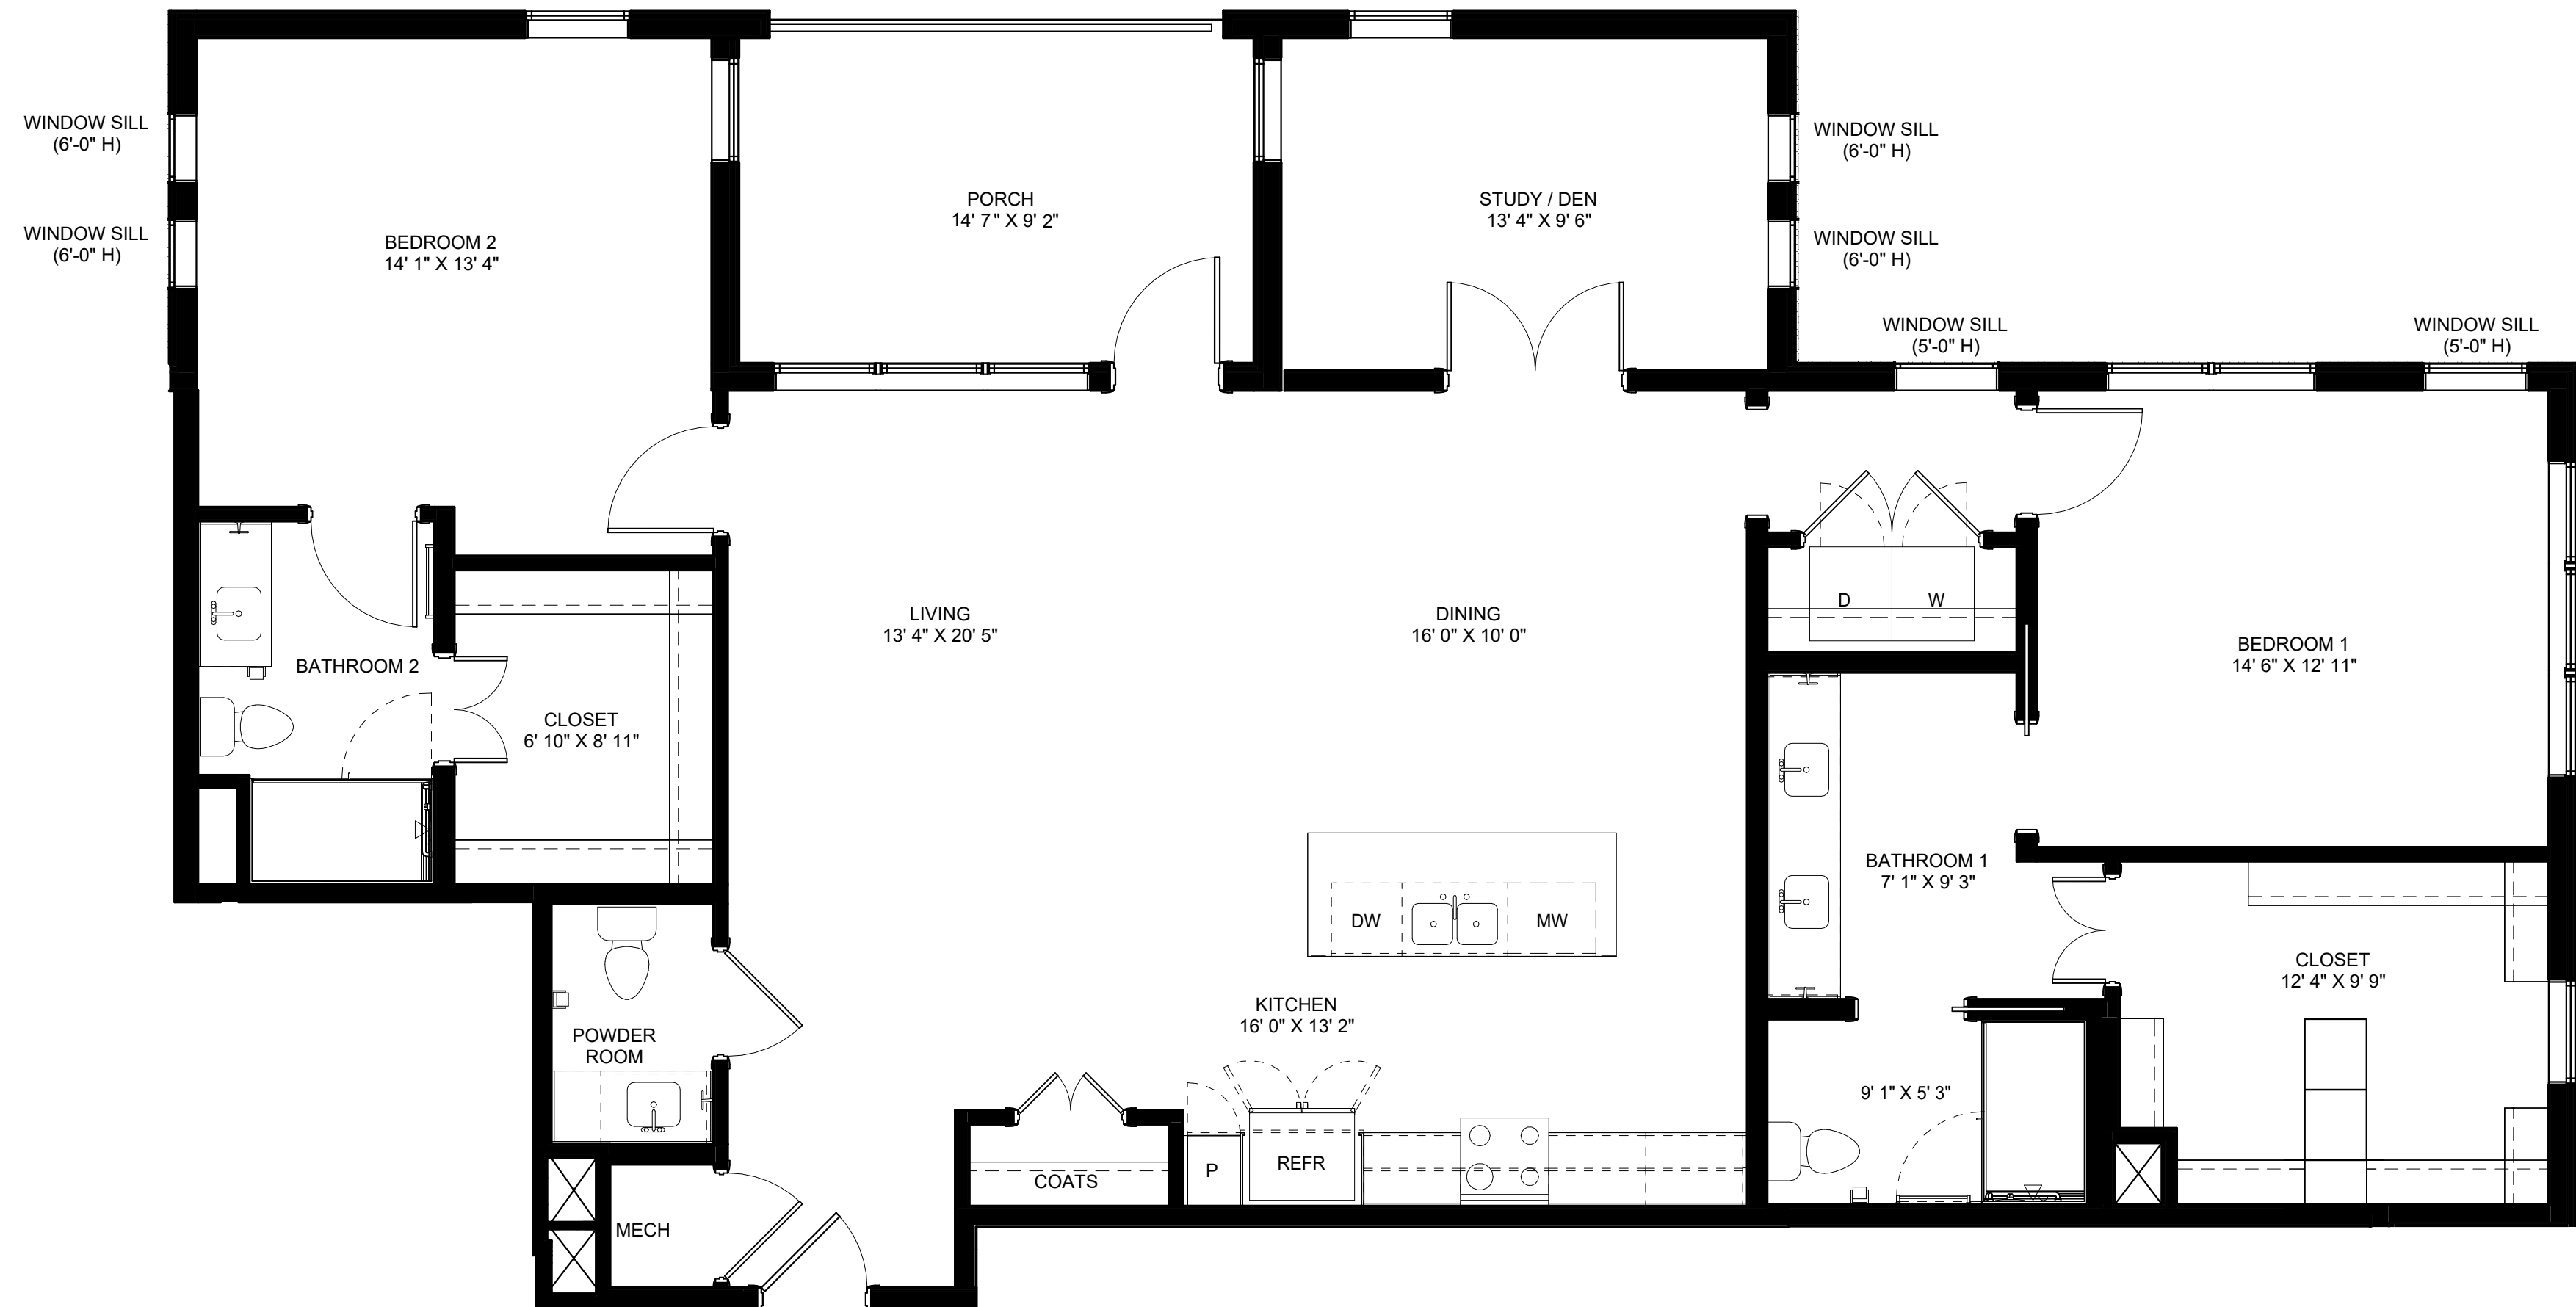 WINDOW SILL
(6'-0" H)
WINDOW SILL
(6'-0" H)
BEDROOM 2
14' 1" X 13' 4"
PORCH
14' 7" X 9' 2"
STUDY / DEN
13' 4" X 9' 6"
WINDOW SILL
(6'-0" H)
WINDOW SILL
(6'-0" H)
WINDOW SILL
(5'-0" H)
WINDOW SILL
(5'-0" H)
LIVING
13' 4" X 20' 5"
DINING
16' 0" X 10' 0"
D
W
BEDROOM 1
14' 6" X 12' 11"
BATHROOM 2
CLOSET
6' 10" X 8' 11"
BATHROOM 1
7' 1" X 9' 3"
DW
MW
CLOSET
12' 4" X 9' 9"
KITCHEN
16' 0" X 13' 2"
POWDER
ROOM
9' 1" X 5' 3"
COATS
P
REFR
MECH